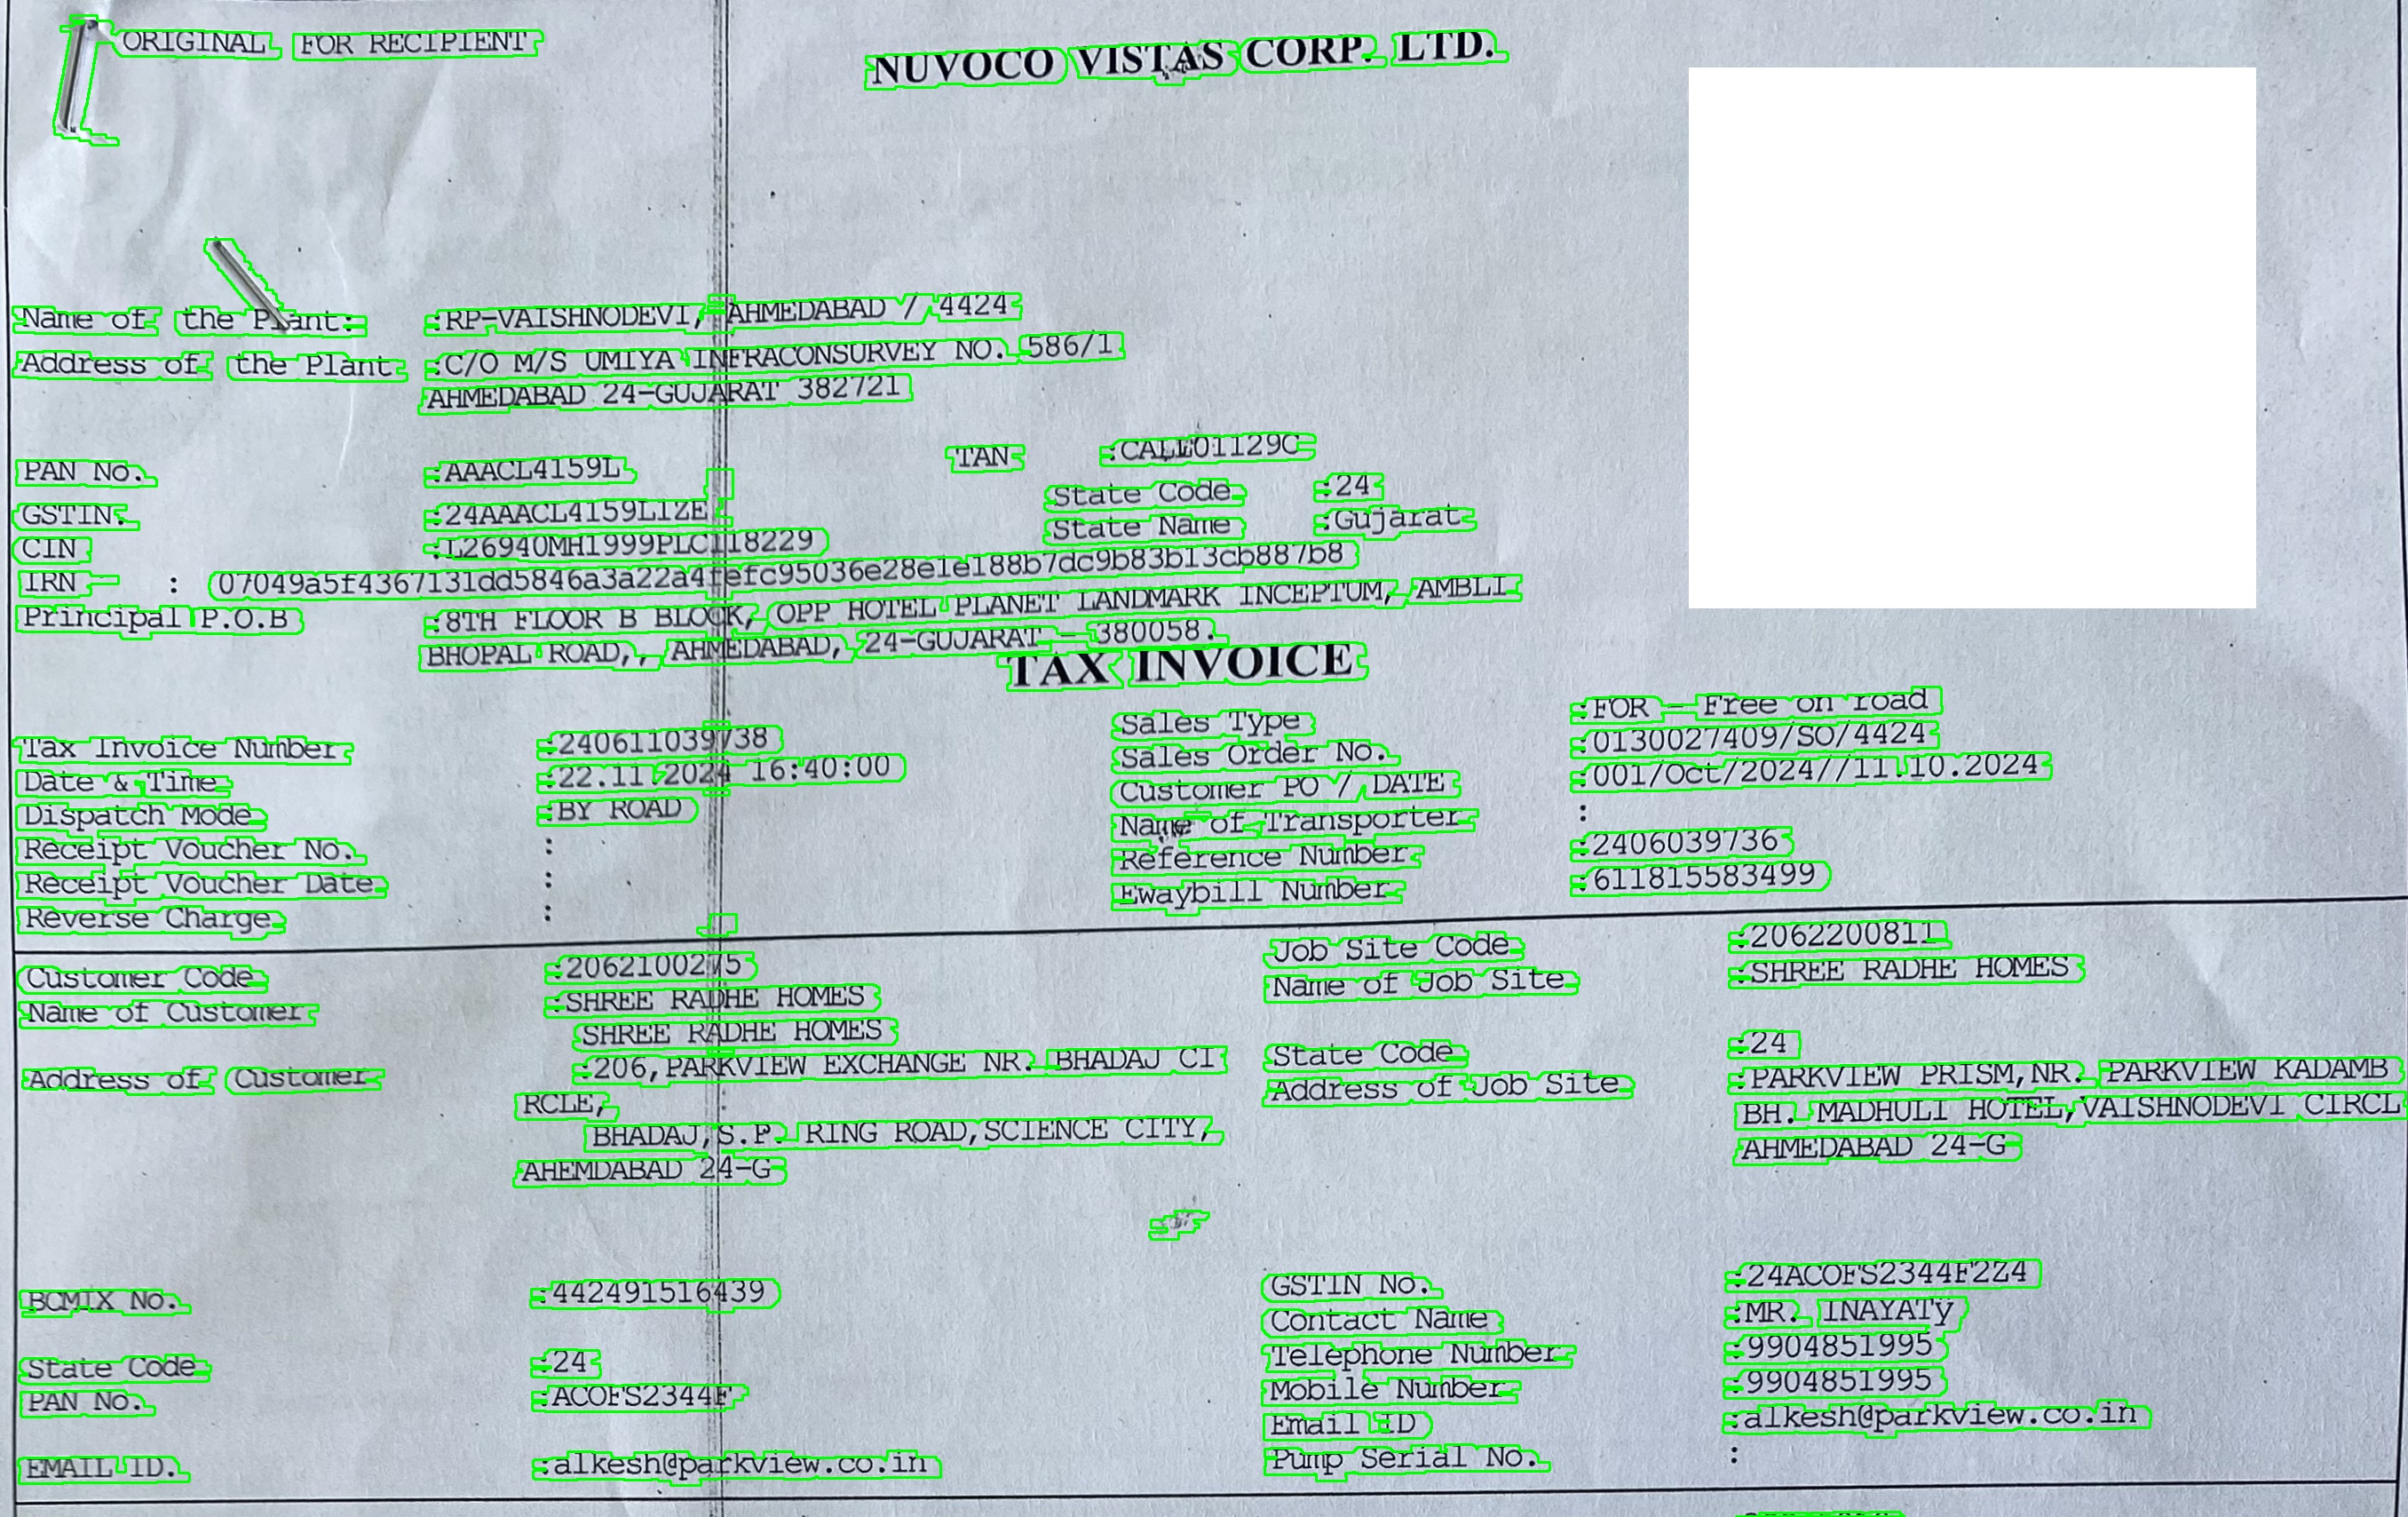 ORIGINAL FOR RECIPIENT
NUVOCO VISTAS CORP. LTD.
Name of the Plant: :RP-VAISHNODEVI, AHMEDABAD / 4424
Address of the Plant :C/O M/S UMIYA INFRACONSURVEY NO. 586/1
AHMEDABAD 24-GUJARAT 382721
PAN No. :AAACL4159L TAN :CALL01129C
GSTIN. :24AAACL4159L1ZE State Code :24
CIN :L26940MH1999PLC118229 State Name :Gujarat
IRN : 07049a5f4367131dd5846a3a22a4fefc95036e28e1e188b7dc9b83b13cb887b8
Principal P.O.B :8TH FLOOR B BLOCK, OPP HOTEL PLANET LANDMARK INCEPTUM, AMBLI
BHOPAL ROAD,, AHMEDABAD, 24-GUJARAT - 380058.
TAX INVOICE
Tax Invoice Number :240611039738 Sales Type :FOR - Free on road
Date & Time :22.11.2024 16:40:00 Sales Order No. :0130027409/SO/4424
Dispatch Mode :BY ROAD Customer PO / DATE :001/Oct/2024//11.10.2024
Receipt Voucher No. : Name of Transporter :
Receipt Voucher Date : Reference Number :2406039736
Reverse Charge : Ewaybill Number :611815583499
Customer Code :2062100275 Job Site Code :2062200811
Name of Customer :SHREE RADHE HOMES Name of Job Site :SHREE RADHE HOMES
SHREE RADHE HOMES
Address of Customer :206,PARKVIEW EXCHANGE NR. BHADAJ CI State Code :24
RCLE, Address of Job Site :PARKVIEW PRISM,NR. PARKVIEW KADAMB
BHADAJ,S.P. RING ROAD,SCIENCE CITY, BH. MADHULI HOTEL,VAISHNODEVI CIRCL
AHEMDABAD 24-G AHMEDABAD 24-G
BCMIX No. :442491516439 GSTIN No. :24ACOFS2344F2Z4
Contact Name :MR. INAYATy
State Code :24 Telephone Number :9904851995
PAN No. :ACOFS2344F Mobile Number :9904851995
Email ID :alkesh@parkview.co.in
EMAIL ID. :alkesh@parkview.co.in Pump Serial No. :